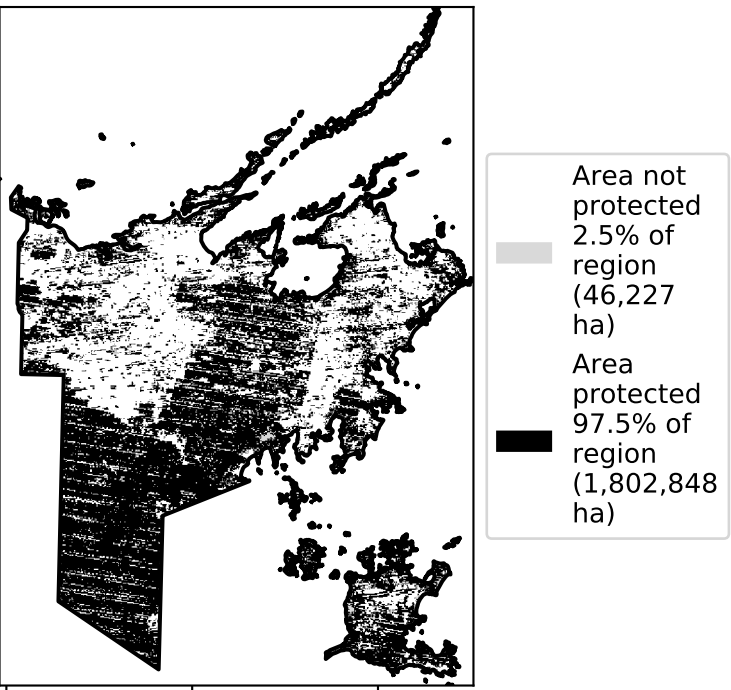 Area not
protected
2.5% of
region
(46,227
ha)
Area
protected
97.5% of
region
(1,802,848
ha)